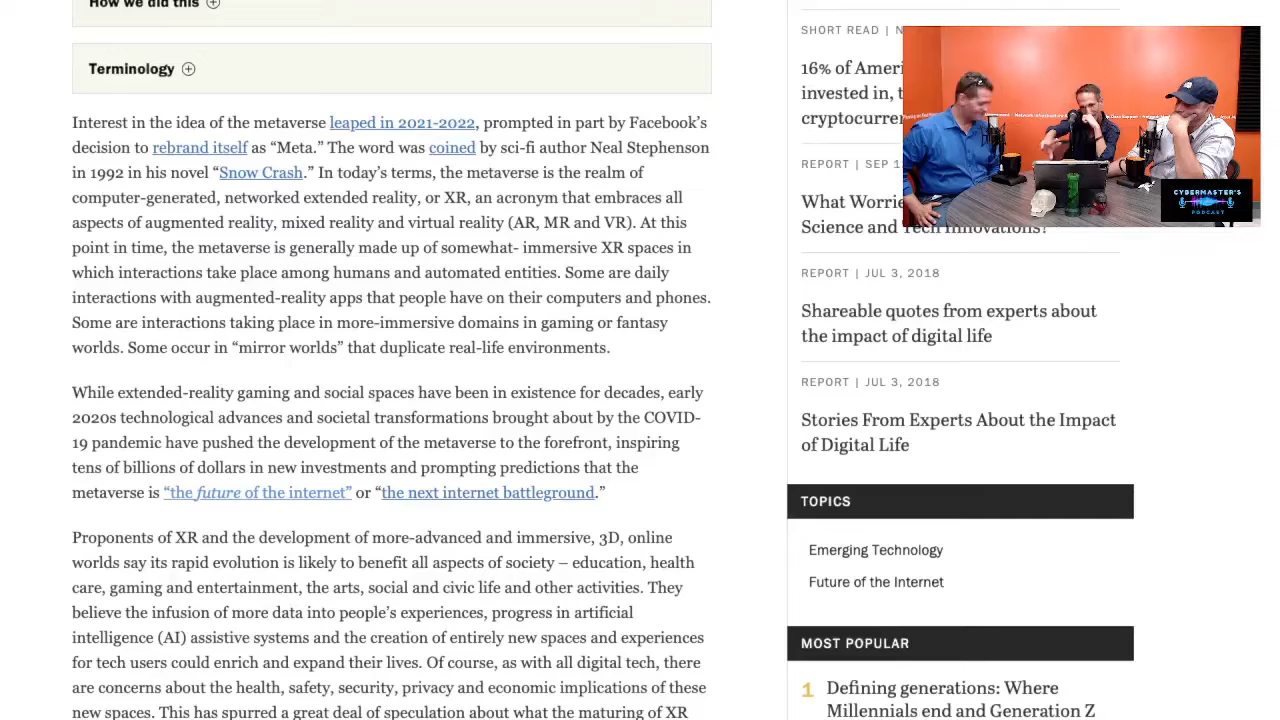 How we did this
Terminology
Interest in the idea of the metaverse leaped in 2021-2022, prompted in part by Facebook’s
decision to rebrand itself as “Meta.” The word was coined by sci-fi author Neal Stephenson
in 1992 in his novel “Snow Crash.” In today’s terms, the metaverse is the realm of
computer-generated, networked extended reality, or XR, an acronym that embraces all
aspects of augmented reality, mixed reality and virtual reality (AR, MR and VR). At this
point in time, the metaverse is generally made up of somewhat- immersive XR spaces in
which interactions take place among humans and automated entities. Some are daily
interactions with augmented-reality apps that people have on their computers and phones.
Some are interactions taking place in more-immersive domains in gaming or fantasy
worlds. Some occur in “mirror worlds” that duplicate real-life environments.
While extended-reality gaming and social spaces have been in existence for decades, early
2020s technological advances and societal transformations brought about by the COVID-
19 pandemic have pushed the development of the metaverse to the forefront, inspiring
tens of billions of dollars in new investments and prompting predictions that the
metaverse is “the future of the internet” or “the next internet battleground.”
Proponents of XR and the development of more-advanced and immersive, 3D, online
worlds say its rapid evolution is likely to benefit all aspects of society – education, health
care, gaming and entertainment, the arts, social and civic life and other activities. They
believe the infusion of more data into people’s experiences, progress in artificial
intelligence (AI) assistive systems and the creation of entirely new spaces and experiences
for tech users could enrich and expand their lives. Of course, as with all digital tech, there
are concerns about the health, safety, security, privacy and economic implications of these
new spaces. This has spurred a great deal of speculation about what the maturing of XR
SHORT READ | N
16% of Ameri
invested in, t
cryptocurre
REPORT | SEP 1
What Worrie
Science and Tech Innovations?
REPORT | JUL 3, 2018
Shareable quotes from experts about
the impact of digital life
REPORT | JUL 3, 2018
Stories From Experts About the Impact
of Digital Life
TOPICS
Emerging Technology
Future of the Internet
MOST POPULAR
1 Defining generations: Where
Millennials end and Generation Z
CYBERMASTER'S
PODCAST